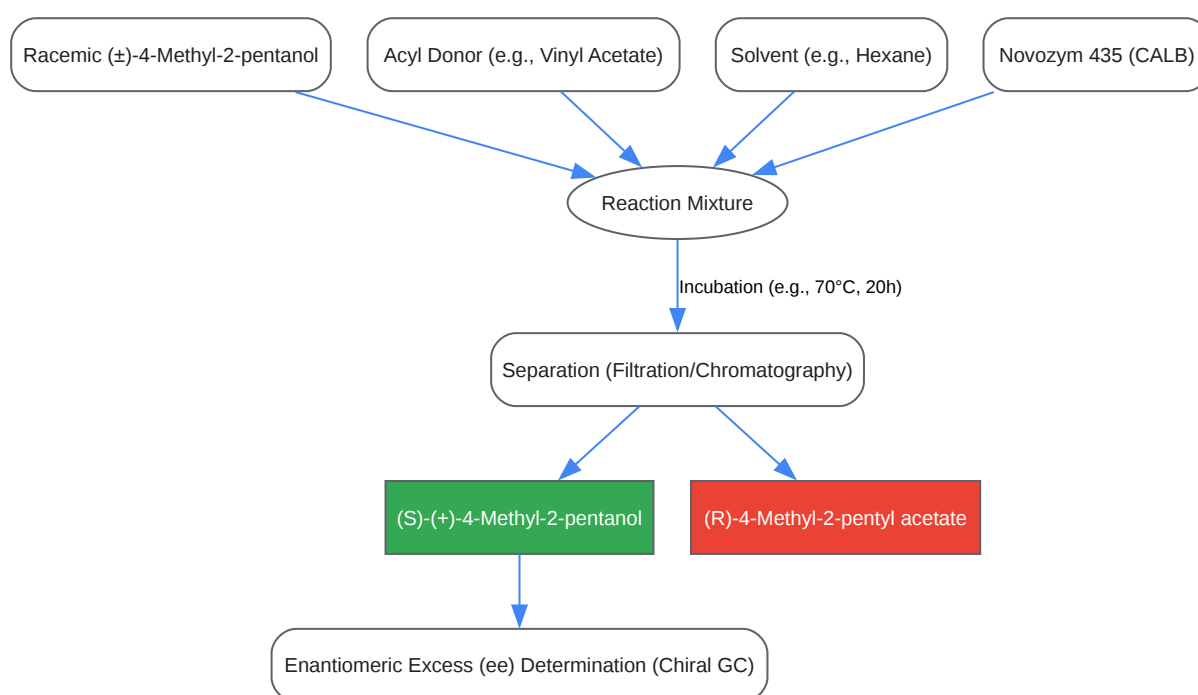 Racemic (±)-4-Methyl-2-pentanol
Acyl Donor (e.g., Vinyl Acetate)
Solvent (e.g., Hexane)
Novozym 435 (CALB)
Reaction Mixture
Incubation (e.g., 70°C, 20h)
Separation (Filtration/Chromatography)
(S)-(+)-4-Methyl-2-pentanol
(R)-4-Methyl-2-pentyl acetate
Enantiomeric Excess (ee) Determination (Chiral GC)